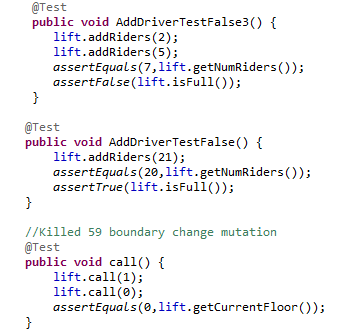 @Test
public void AddDriverTestFalse3() {
lift.addRiders(2);
lift.addRiders(5);
assertEquals(7,lift.getNumRiders());
assertFalse(lift.isFull());
}
@Test
public void AddDriverTestFalse() {
lift.addRiders(21);
assertEquals(20,lift.getNumRiders());
assertTrue(lift.isFull());
}
//Killed 59 boundary change mutation
@Test
public void call() {
lift.call(1);
lift.call(0);
assertEquals(0,lift.getCurrentFloor());
}